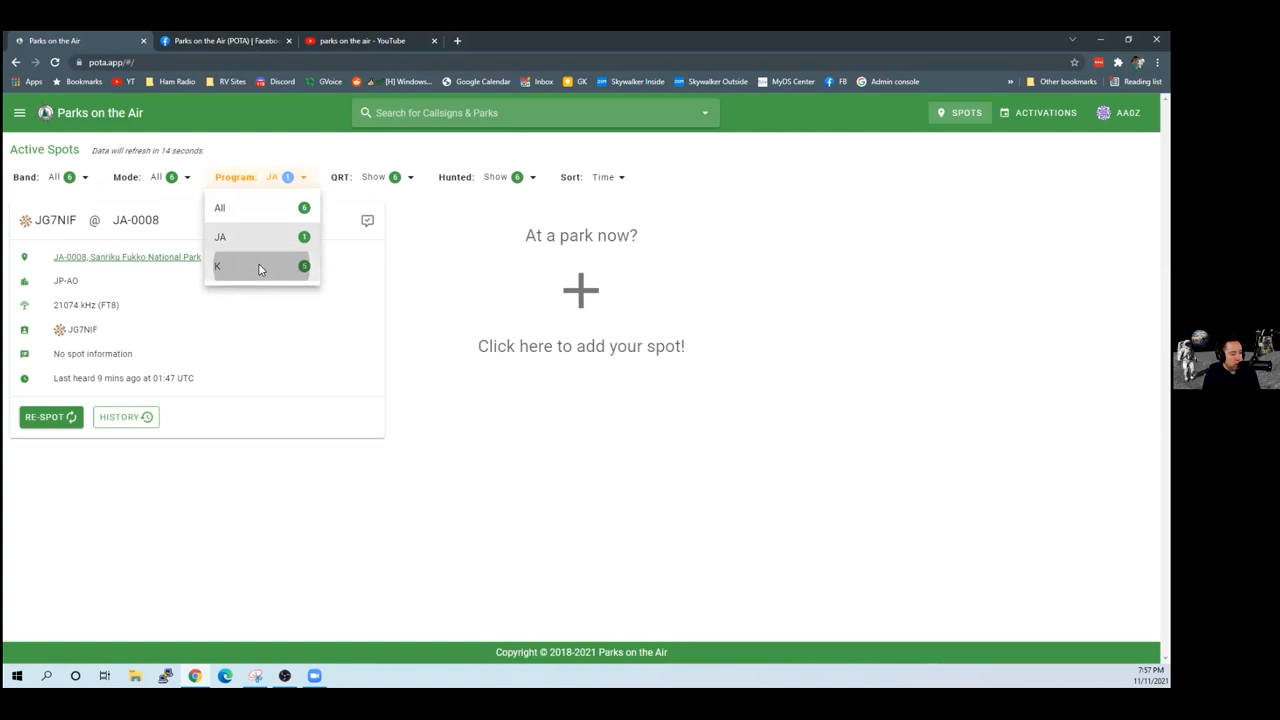 Parks on the Air
Parks on the Air (POTA) | Facebo
parks on the air - YouTube
pota.app/#/
Apps
Bookmarks
YT
Ham Radio
RV Sites
Discord
GVoice
[H] Windows...
Google Calendar
Inbox
GK
Skywalker Inside
Skywalker Outside
MyDS Center
FB
Admin console
»
Other bookmarks
Reading list
Parks on the Air
Search for Callsigns & Parks
SPOTS
ACTIVATIONS
AA0Z
Active Spots Data will refresh in 14 seconds.
Band: All 6
Mode: All 6
Program: JA 1
QRT: Show 6
Hunted: Show 6
Sort: Time
All 6
JA 1
K 5
JG7NIF @ JA-0008
JA-0008, Sanriku Fukko National Park
JP-AO
21074 kHz (FT8)
JG7NIF
No spot information
Last heard 9 mins ago at 01:47 UTC
RE-SPOT
HISTORY
At a park now?
Click here to add your spot!
Copyright © 2018-2021 Parks on the Air
7:57 PM
11/11/2021